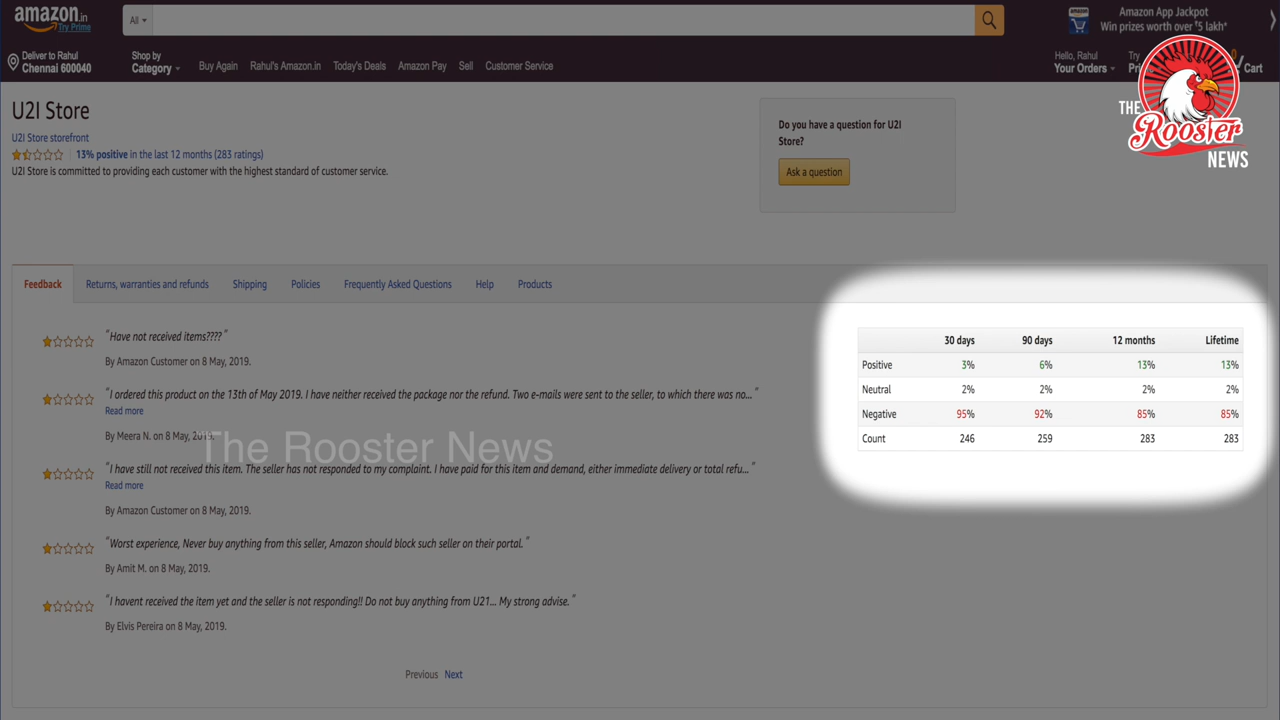 amazon.in
Try Prime
All
Amazon App Jackpot
Win prizes worth over ₹5 lakh*
Deliver to Rahul
Chennai 600040
Shop by
Category
Buy Again
Rahul's Amazon.in
Today's Deals
Amazon Pay
Sell
Customer Service
Hello, Rahul
Your Orders
Try
0
Cart
THE
Rooster
NEWS
U2I Store
U2I Store storefront
13% positive in the last 12 months (283 ratings)
U2I Store is committed to providing each customer with the highest standard of customer service.
Do you have a question for U2I
Store?
Ask a question
Feedback
Returns, warranties and refunds
Shipping
Policies
Frequently Asked Questions
Help
Products
"Have not received items????"
By Amazon Customer on 8 May, 2019.
"I ordered this product on the 13th of May 2019. I have neither received the package nor the refund. Two e-mails were sent to the seller, to which there was no..."
Read more
By Meera N. on 8 May, 2019.
The Rooster News
"I have still not received this item. The seller has not responded to my complaint. I have paid for this item and demand, either immediate delivery or total refu..."
Read more
By Amazon Customer on 8 May, 2019.
"Worst experience, Never buy anything from this seller, Amazon should block such seller on their portal."
By Amit M. on 8 May, 2019.
"I havent received the item yet and the seller is not responding!! Do not buy anything from U21... My strong advise."
By Elvis Pereira on 8 May, 2019.
Previous Next
30 days 90 days 12 months Lifetime
Positive 3% 6% 13% 13%
Neutral 2% 2% 2% 2%
Negative 95% 92% 85% 85%
Count 246 259 283 283